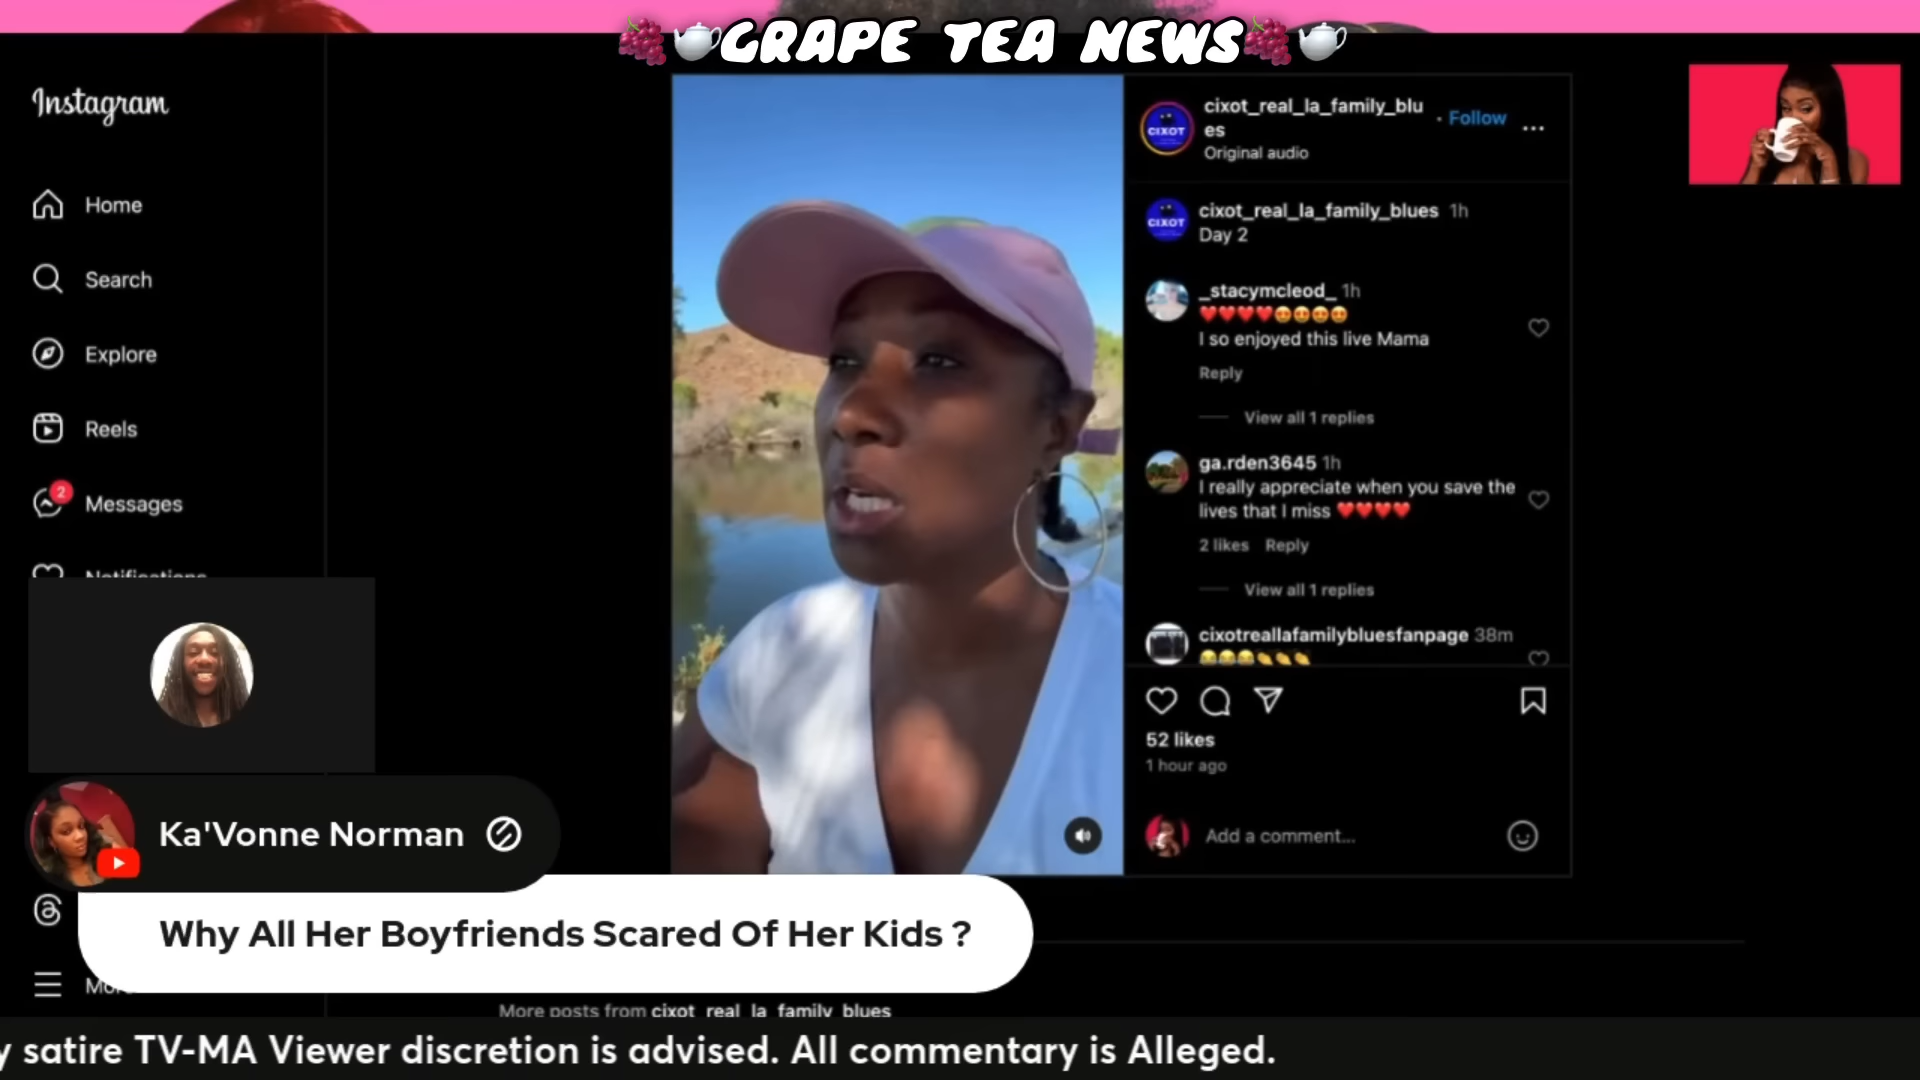 🍇🫖GRAPE TEA NEWS🍇🫖
Instagram
Home
Search
Explore
Reels
2
Messages
Notifications
cixot_real_la_family_blu
es
• Follow
Original audio
CIXOT
cixot_real_la_family_blues 1h
Day 2
CIXOT
_stacymcleod_ 1h
❤️❤️❤️❤️😍😍😍😍
I so enjoyed this live Mama
Reply
View all 1 replies
ga.rden3645 1h
I really appreciate when you save the
lives that I miss ❤️❤️❤️❤️
2 likes Reply
View all 1 replies
cixotreallafamilybluesfanpage 38m
😂😂😂👏👏👏
52 likes
1 hour ago
Add a comment...
Ka'Vonne Norman
Why All Her Boyfriends Scared Of Her Kids ?
More posts from cixot_real_la_family_blues
y satire TV-MA Viewer discretion is advised. All commentary is Alleged.